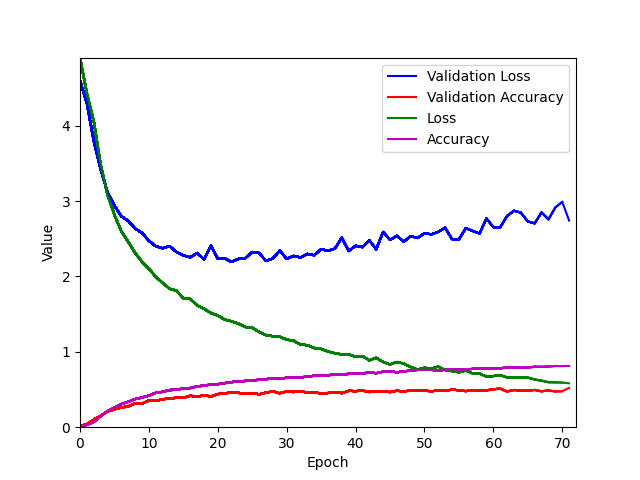 Validation Loss
Validation Accuracy
Loss
Accuracy
Value
4
3
2
1
0
0 10 20 30 40 50 60 70
Epoch